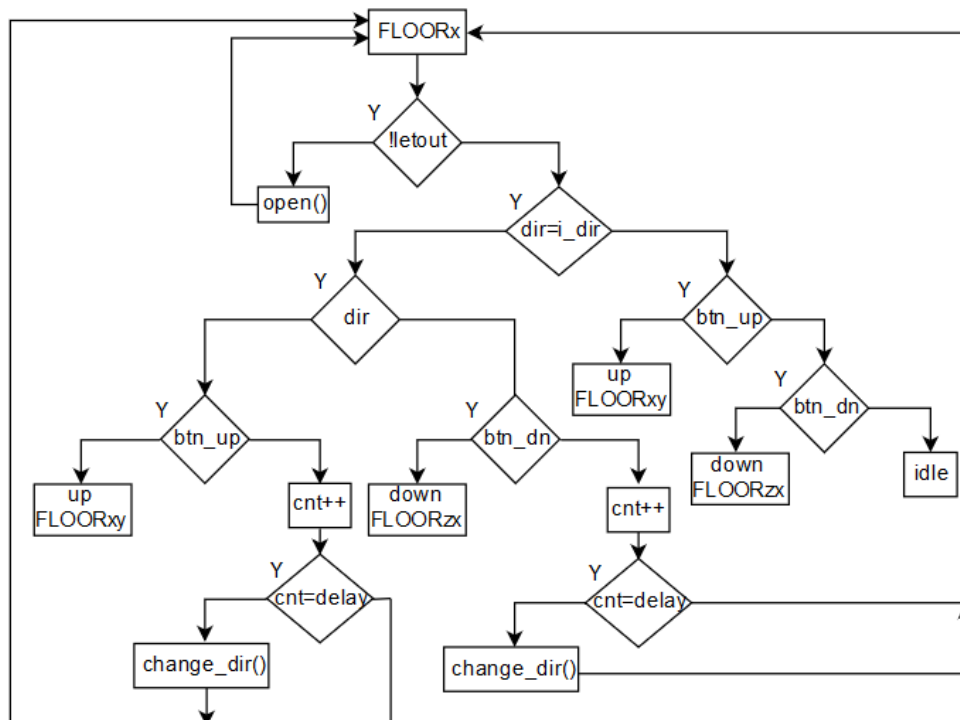 FLOORx
Y
!letout
open()
Y
dir=i_dir
Y
dir
Y
btn_up
up
FLOORxy
Y
btn_dn
down
FLOORzx
idle
Y
btn_up
up
FLOORxy
cnt++
Y
btn_dn
down
FLOORzx
cnt++
Y
cnt=delay
change_dir()
Y
cnt=delay
change_dir()